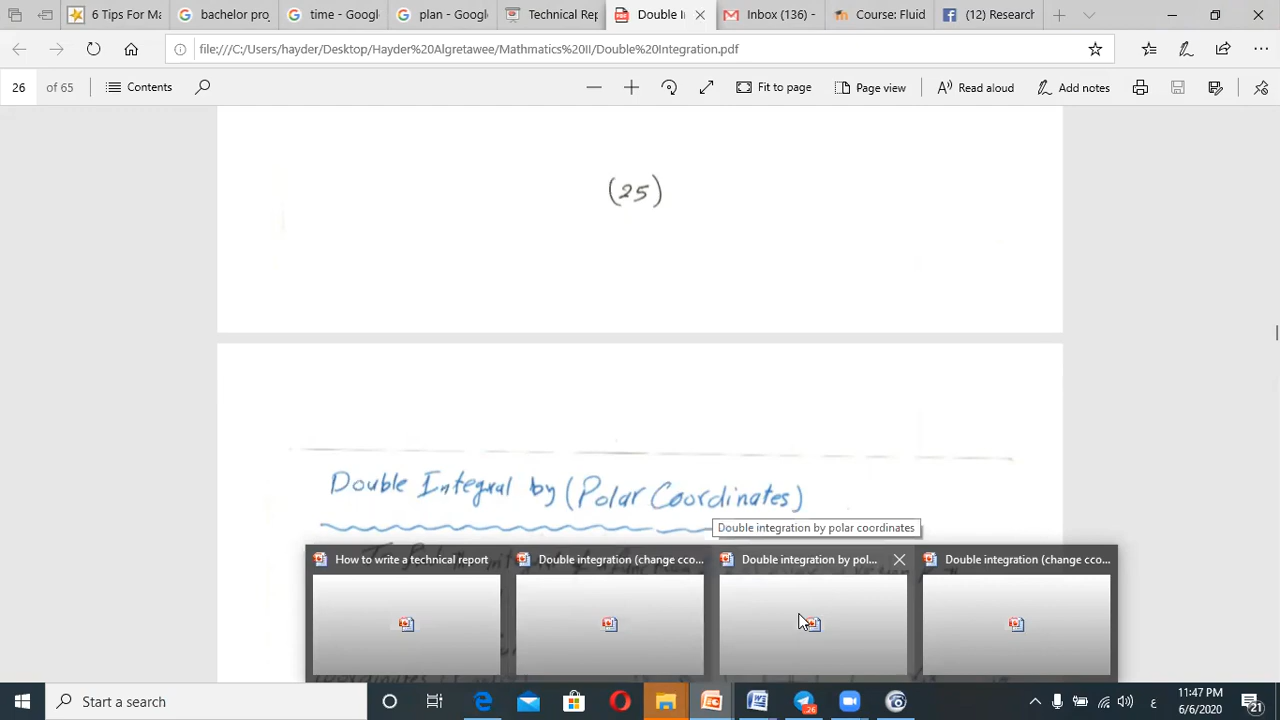 6 Tips For Ma
bachelor pro
time - Googl
plan - Googl
Technical Rep
Double I
Inbox (136) -
Course: Fluid
(12) Research
file:///C:/Users/hayder/Desktop/Hayder%20Algretawee/Mathmatics%20II/Double%20Integration.pdf
26 of 65
Contents
Fit to page
Page view
Read aloud
Add notes
(25)
Double Integral by (Polar Coordinates)
Double integration by polar coordinates
How to write a technical report
Double integration (change cco...
Double integration by pol...
Double integration (change cco...
Start a search
26
ع
11:47 PM
6/6/2020
21